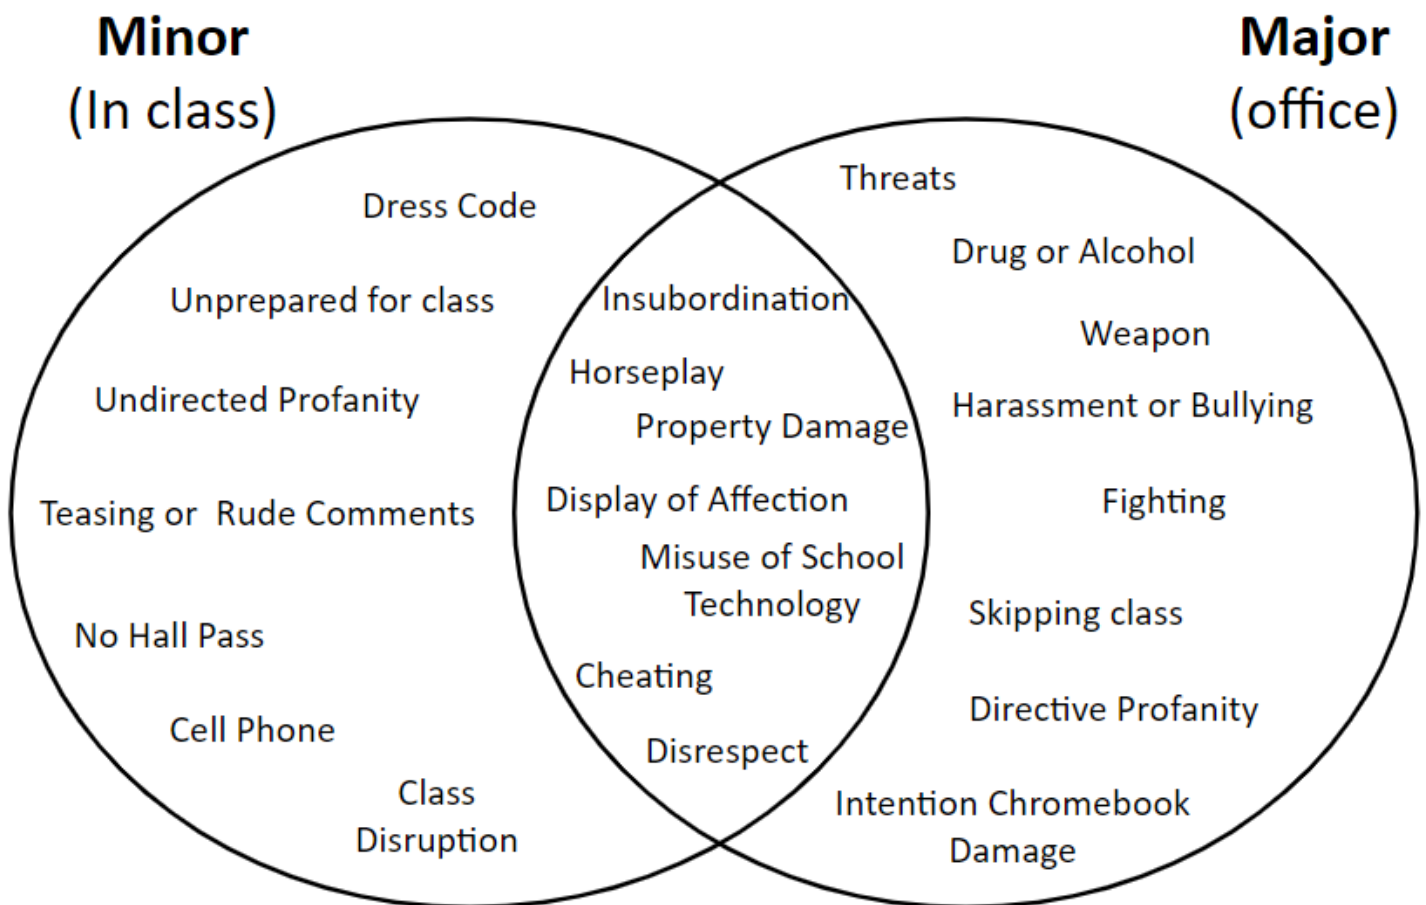 Minor
(In class)
Major
(office)
Dress Code
Unprepared for class
Undirected Profanity
Teasing or  Rude Comments
No Hall Pass
Cell Phone
Class
Disruption
Insubordination
Horseplay
Property Damage
Display of Affection
Misuse of School
Technology
Cheating
Disrespect
Threats
Drug or Alcohol
Weapon
Harassment or Bullying
Fighting
Skipping class
Directive Profanity
Intention Chromebook
Damage